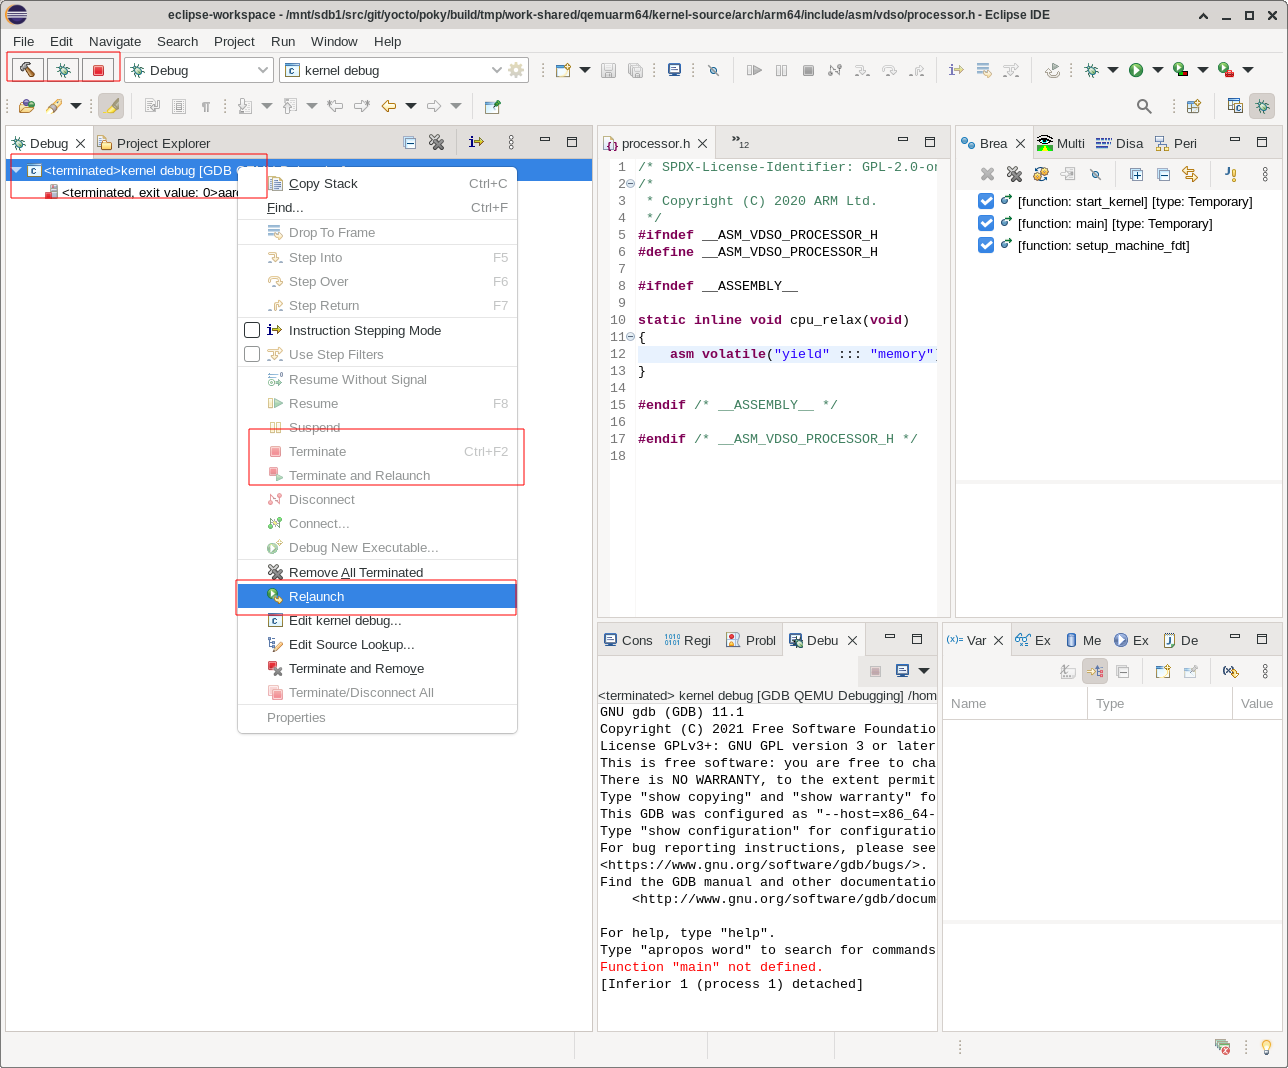 eclipse-workspace - /mnt/sdb1/src/git/yocto/poky/build/tmp/work-shared/qemuarm64/kernel-source/arch/arm64/include/asm/vdso/processor.h - Eclipse IDE
File Edit Navigate Search Project Run Window Help
Debug kernel debug
Debug Project Explorer
<terminated>kernel debug [GDB
<terminated, exit value: 0>aar
Copy Stack Ctrl+C
Find... Ctrl+F
Drop To Frame
Step Into F5
Step Over F6
Step Return F7
Instruction Stepping Mode
Use Step Filters
Resume Without Signal
Resume F8
Suspend
Terminate Ctrl+F2
Terminate and Relaunch
Disconnect
Connect...
Debug New Executable...
Remove All Terminated
Relaunch
Edit kernel debug...
Edit Source Lookup...
Terminate and Remove
Terminate/Disconnect All
Properties
processor.h 12
1 /* SPDX-License-Identifier: GPL-2.0-on
2 /*
3 * Copyright (C) 2020 ARM Ltd.
4 */
5 #ifndef __ASM_VDSO_PROCESSOR_H
6 #define __ASM_VDSO_PROCESSOR_H
7
8 #ifndef __ASSEMBLY__
9
10 static inline void cpu_relax(void)
11 {
12 asm volatile("yield" ::: "memory")
13 }
14
15 #endif /* __ASSEMBLY__ */
16
17 #endif /* __ASM_VDSO_PROCESSOR_H */
18
Brea Multi Disa Peri
[function: start_kernel] [type: Temporary]
[function: main] [type: Temporary]
[function: setup_machine_fdt]
Cons Regi Probl Debu
<terminated> kernel debug [GDB QEMU Debugging] /hom
GNU gdb (GDB) 11.1
Copyright (C) 2021 Free Software Foundatio
License GPLv3+: GNU GPL version 3 or later
This is free software: you are free to cha
There is NO WARRANTY, to the extent permit
Type "show copying" and "show warranty" fo
This GDB was configured as "--host=x86_64-
Type "show configuration" for configuratio
For bug reporting instructions, please see
<https://www.gnu.org/software/gdb/bugs/>.
Find the GDB manual and other documentatio
<http://www.gnu.org/software/gdb/docum
For help, type "help".
Type "apropos word" to search for commands
Function "main" not defined.
[Inferior 1 (process 1) detached]
Var Ex Me Ex De
Name Type Value